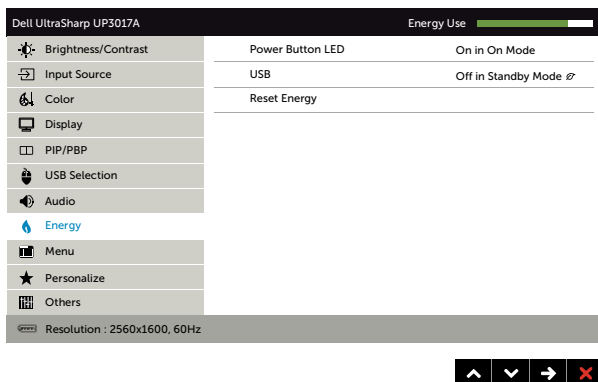 Dell UltraSharp UP3017A Energy Use
Brightness/Contrast Power Button LED On in On Mode
Input Source USB Off in Standby Mode
Color Reset Energy
Display
PIP/PBP
USB Selection
Audio
Energy
Menu
Personalize
Others
Resolution : 2560x1600, 60Hz